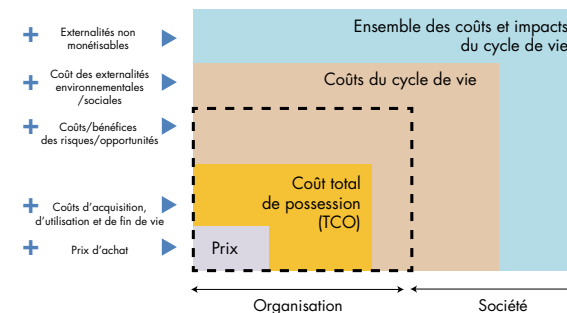 + Externalités non
monétisables
+ Coût des externalités
environnementales
/sociales
+ Coûts/bénéfices
des risques/opportunités
+ Coûts d’acquisition,
d’utilisation et de fin de vie
+ Prix d’achat
Ensemble des coûts et impacts
du cycle de vie
Coûts du cycle de vie
Coût total
de possession
(TCO)
Prix
Organisation
Société